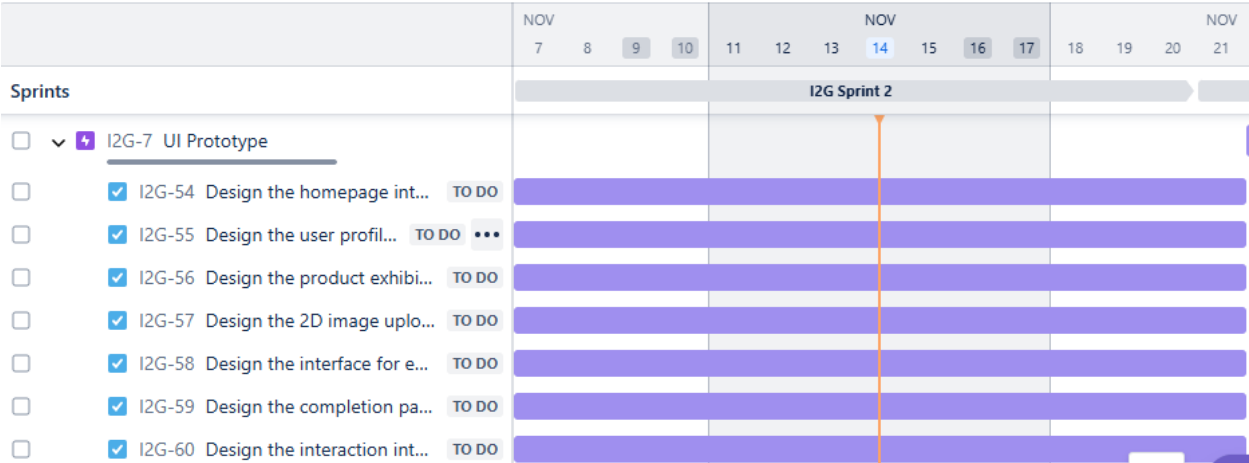 NOV NOV NOV
7 8 9 10 11 12 13 14 15 16 17 18 19 20 21
Sprints I2G Sprint 2
I2G-7 UI Prototype
I2G-54 Design the homepage int... TO DO
I2G-55 Design the user profil... TO DO
I2G-56 Design the product exhibi... TO DO
I2G-57 Design the 2D image uplo... TO DO
I2G-58 Design the interface for e... TO DO
I2G-59 Design the completion pa... TO DO
I2G-60 Design the interaction int... TO DO